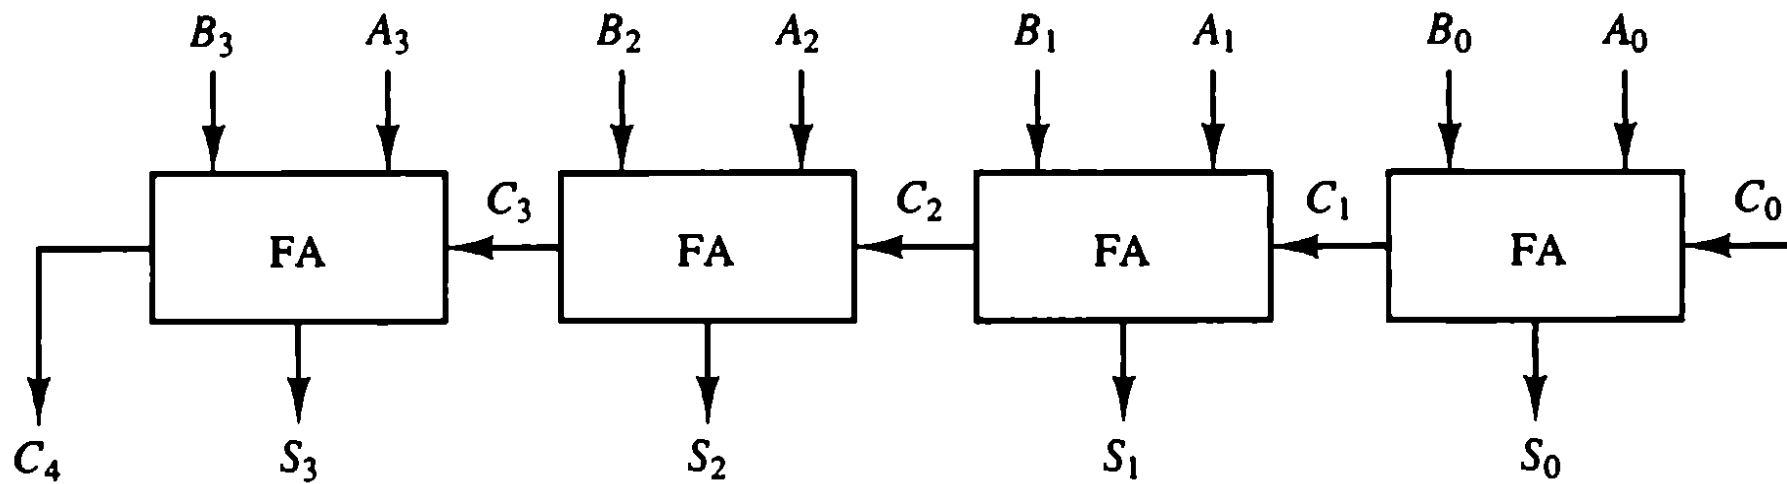 B₃ A₃ B₂ A₂ B₁ A₁ B₀ A₀
C₃ C₂ C₁ C₀
FA FA FA FA
C₄ S₃ S₂ S₁ S₀